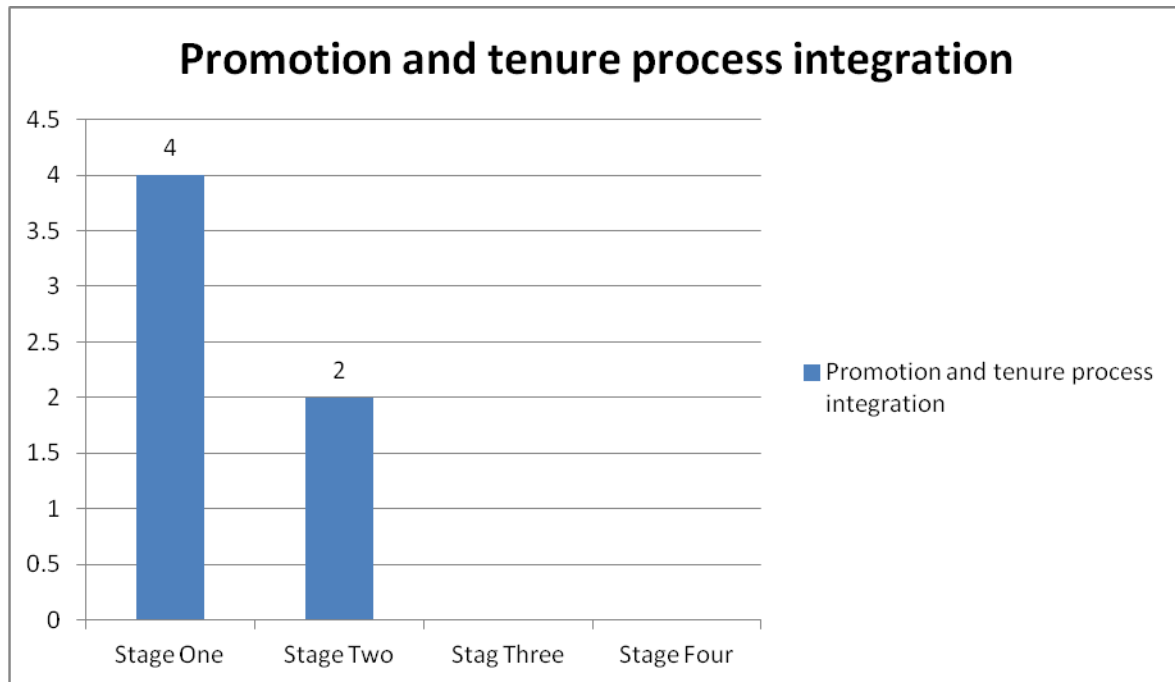 Promotion and tenure process integration
4.5
4
3.5
3
2.5
2
1.5
1
0.5
0
4
2
Stage One
Stage Two
Stag Three
Stage Four
Promotion and tenure process
integration